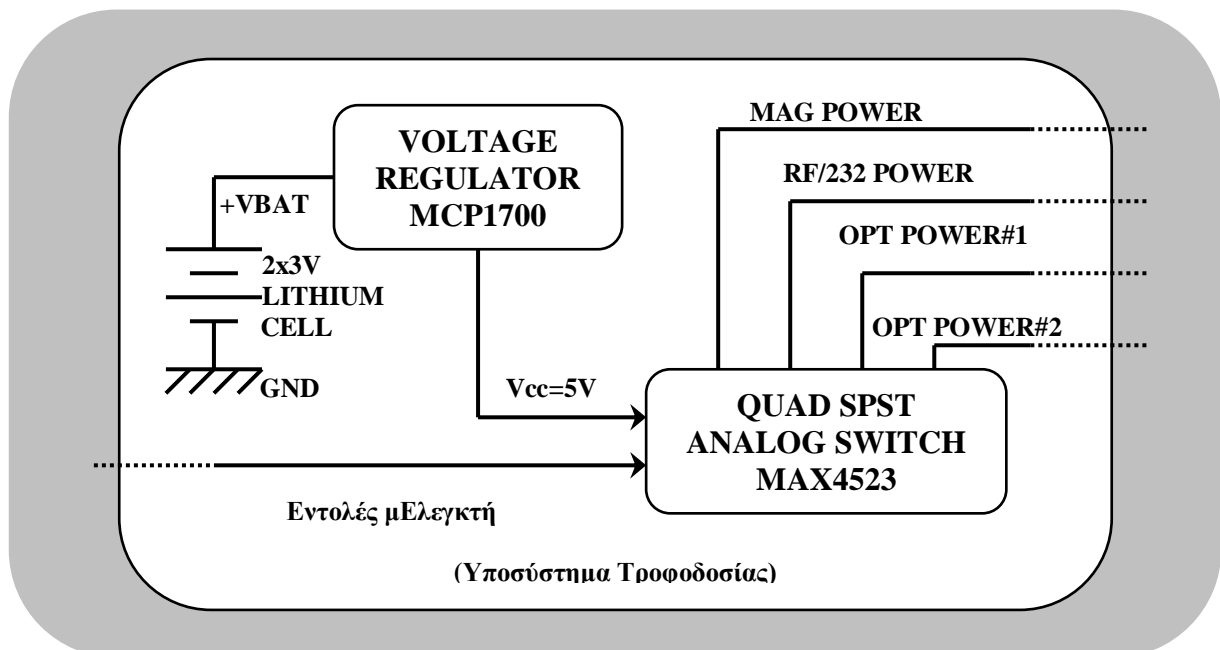 MAG POWER
VOLTAGE
REGULATOR
MCP1700
RF/232 POWER
+VBAT
OPT POWER#1
2x3V
LITHIUM
CELL
OPT POWER#2
GND
Vcc=5V
QUAD SPST
ANALOG SWITCH
MAX4523
Εντολές μΕλεγκτή
(Υποσύστημα Τροφοδοσίας)